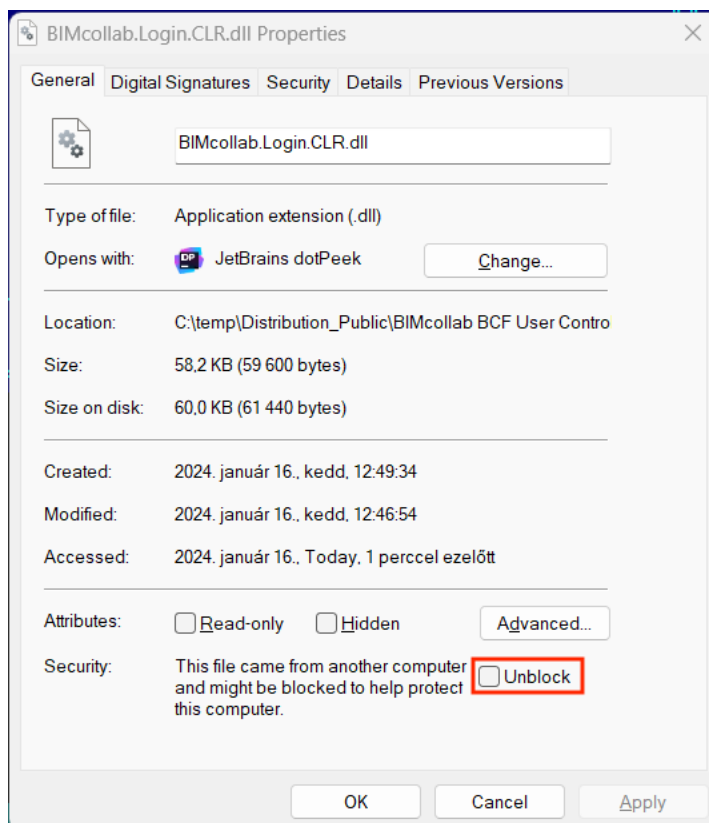 BIMcollab.Login.CLR.dll Properties
General Digital Signatures Security Details Previous Versions
BIMcollab.Login.CLR.dll
Type of file: Application extension (.dll)
Opens with: DP JetBrains dotPeek Change...
Location: C:\temp\Distribution_Public\BIMcollab BCF User Contro
Size: 58,2 KB (59 600 bytes)
Size on disk: 60,0 KB (61 440 bytes)
Created: 2024. január 16., kedd, 12:49:34
Modified: 2024. január 16., kedd, 12:46:54
Accessed: 2024. január 16., Today, 1 perccel ezelőtt
Attributes: Read-only Hidden Advanced...
Security: This file came from another computer
and might be blocked to help protect
this computer.
Unblock
OK Cancel Apply